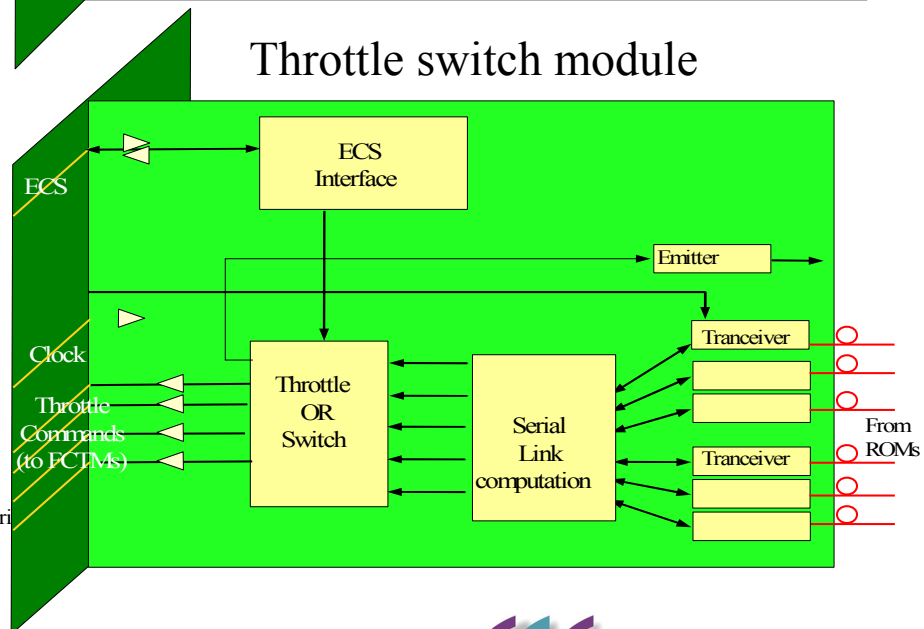 Throttle switch module
ECS
Interface
ECS
Emitter
Tranceiver
Clock
Throttle
OR
Switch
Throttle
Commands
(to FCTMs)
Serial
Link
computation
From
ROMs
Tranceiver
ri